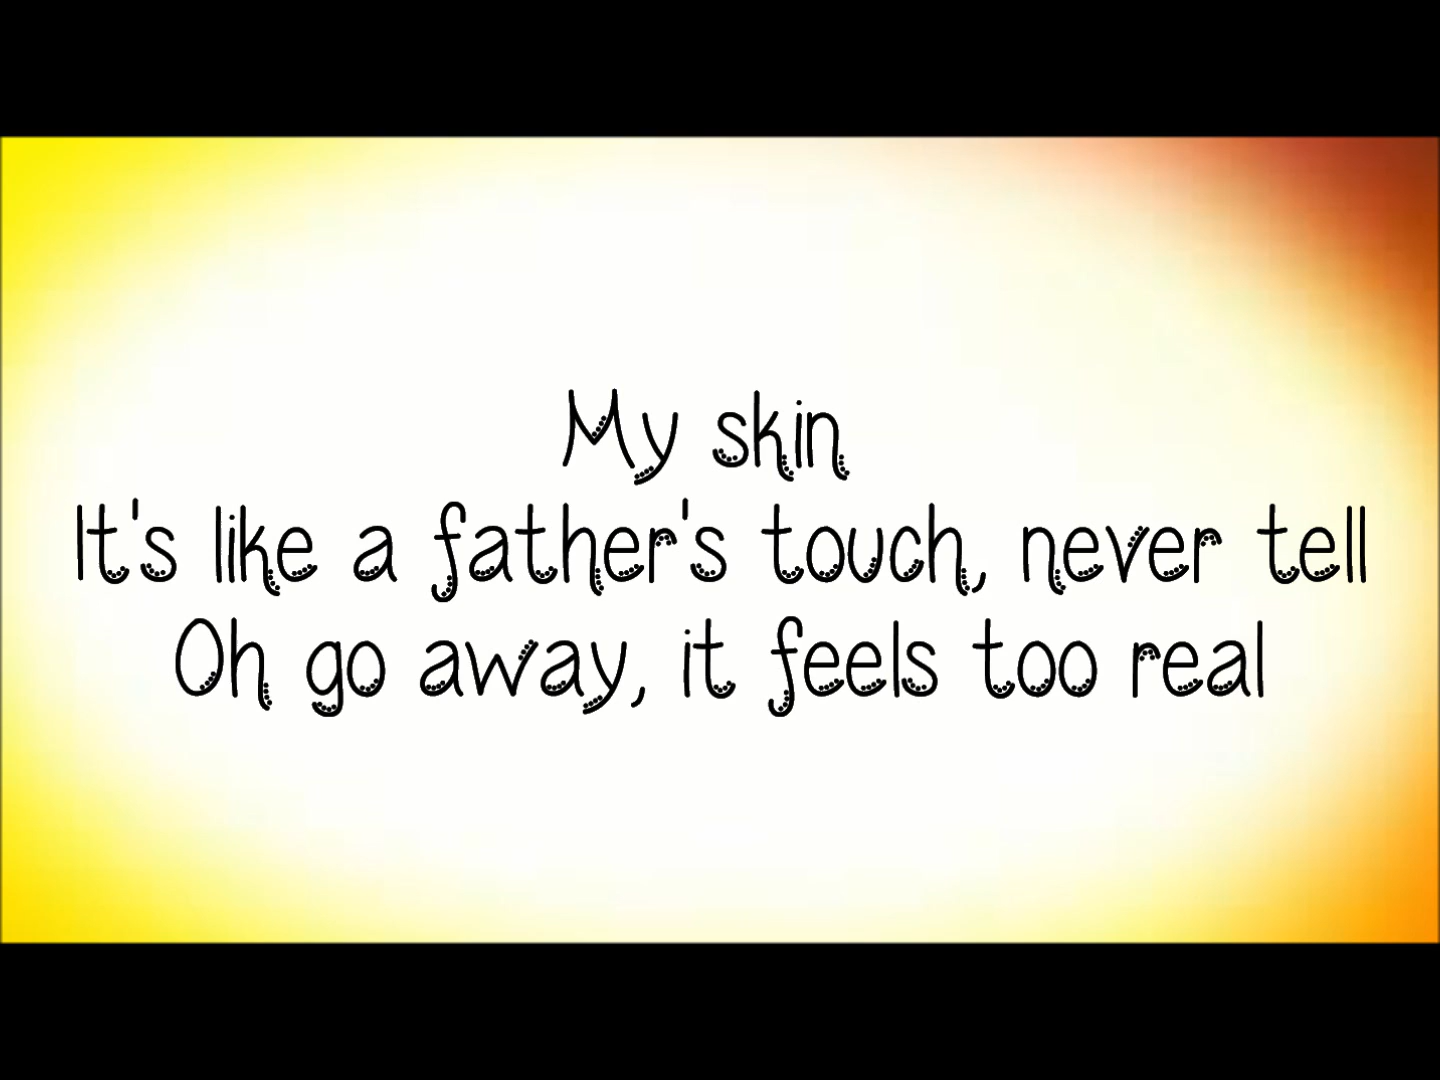 My skin
It's like a father's touch, never tell
Oh go away, it feels too real